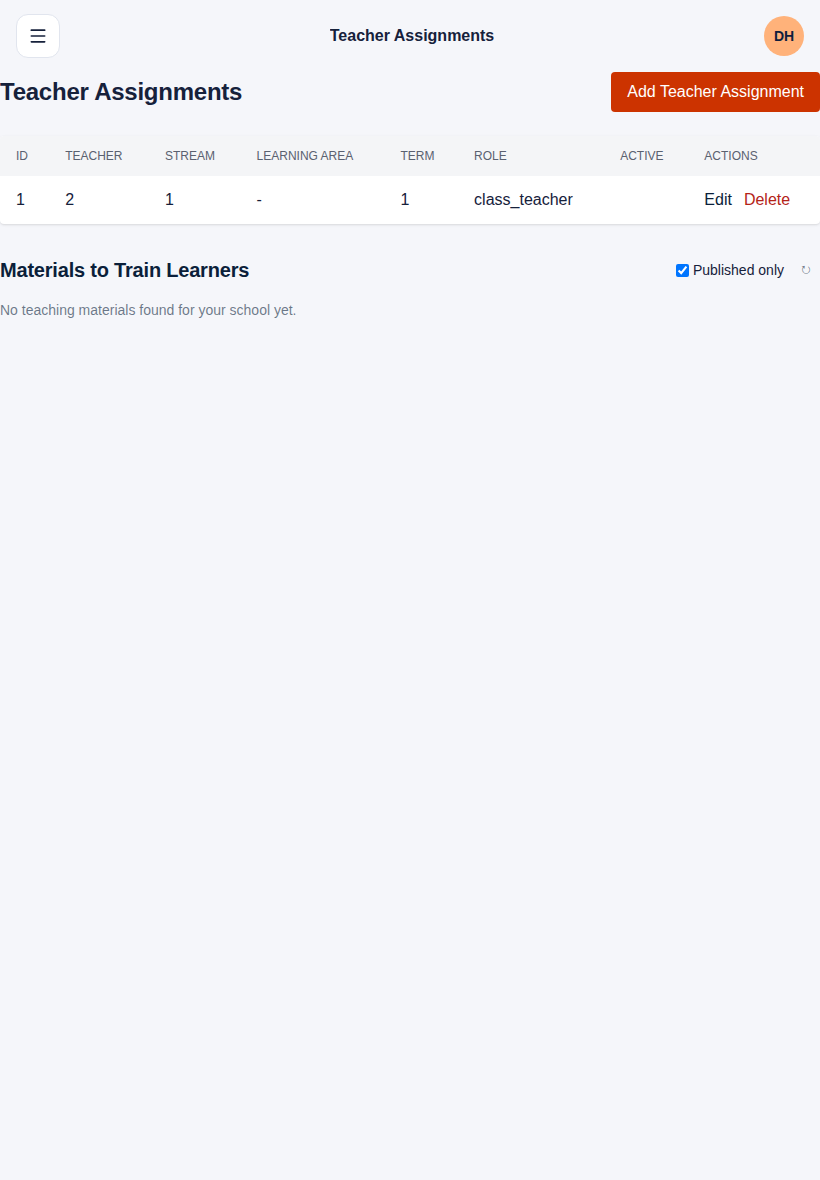 Teacher Assignments
DH
Teacher Assignments
Add Teacher Assignment
ID TEACHER STREAM LEARNING AREA TERM ROLE ACTIVE ACTIONS
1 2 1 - 1 class_teacher Edit Delete
Materials to Train Learners
Published only
No teaching materials found for your school yet.